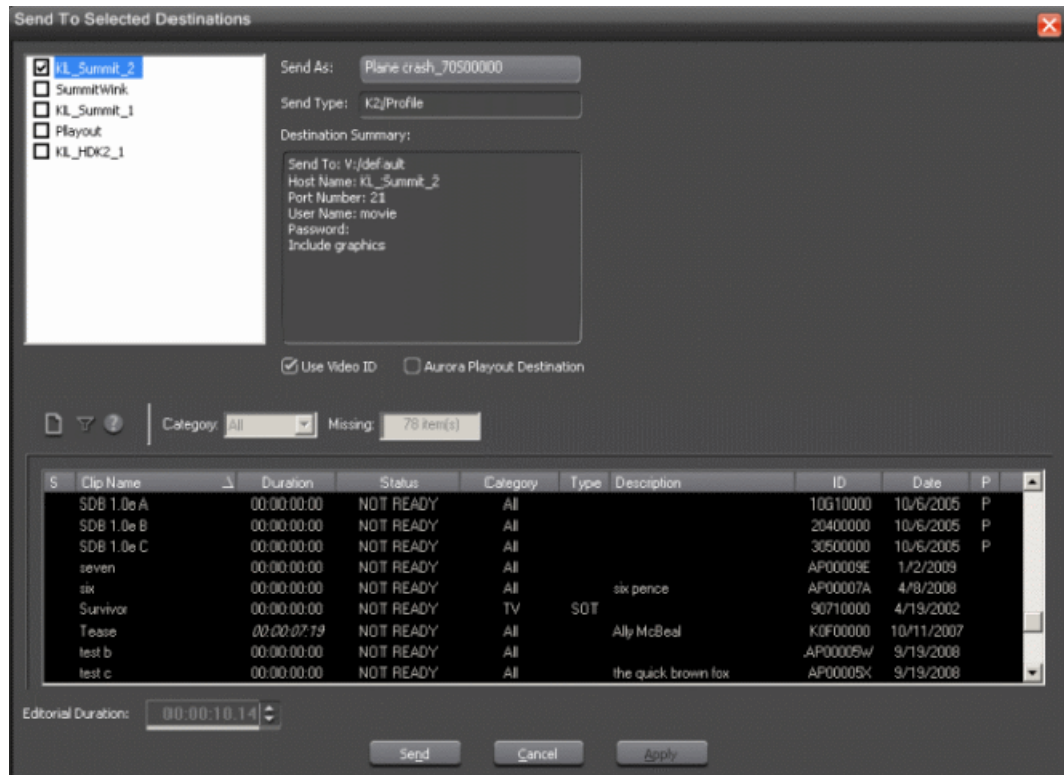 Send To Selected Destinations
KL_Summit_2
SummitWink
KL_Summit_1
Playout
KL_HDK2_1
Send As: Plane crash_70S00000
Send Type: K2/Profile
Destination Summary:
Send To: V:/default
Host Name: KL_Summit_2
Port Number: 21
User Name: movie
Password:
Include graphics
Use Video ID Aurora Playout Destination
Category: All Missing: 78 item(s)
S Clip Name Duration Status Category Type Description ID Date P
SDB 1.0e A 00:00:00:00 NOT READY All 10G10000 10/6/2005 P
SDB 1.0e B 00:00:00:00 NOT READY All 20400000 10/6/2005 P
SDB 1.0e C 00:00:00:00 NOT READY All 30500000 10/6/2005 P
seven 00:00:00:00 NOT READY All AP00009E 1/2/2009
six 00:00:00:00 NOT READY All six pence AP00007A 4/8/2008
Survivor 00:00:00:00 NOT READY TV SOT 90710000 4/19/2002
Tease 00:00:07:19 NOT READY All Ally McBeal K0F00000 10/11/2007
test b 00:00:00:00 NOT READY All AP00005W 9/19/2008
test c 00:00:00:00 NOT READY All the quick brown fox AP00005X 9/19/2008
Editorial Duration: 00:00:10.14
Send Cancel Apply